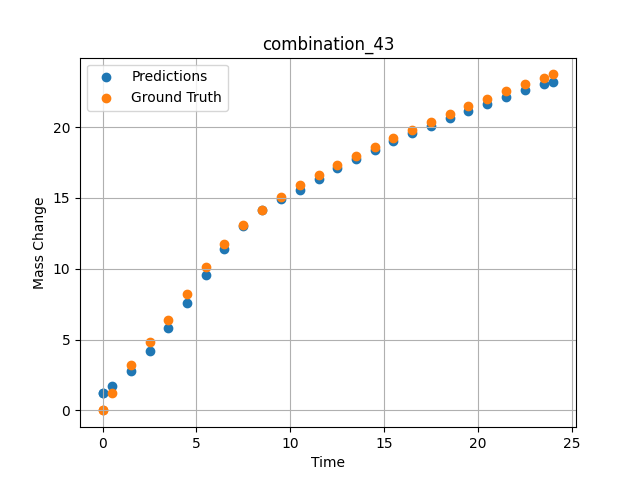 combination_43
Predictions
Ground Truth
Mass Change
20
15
10
5
0
0 5 10 15 20 25
Time